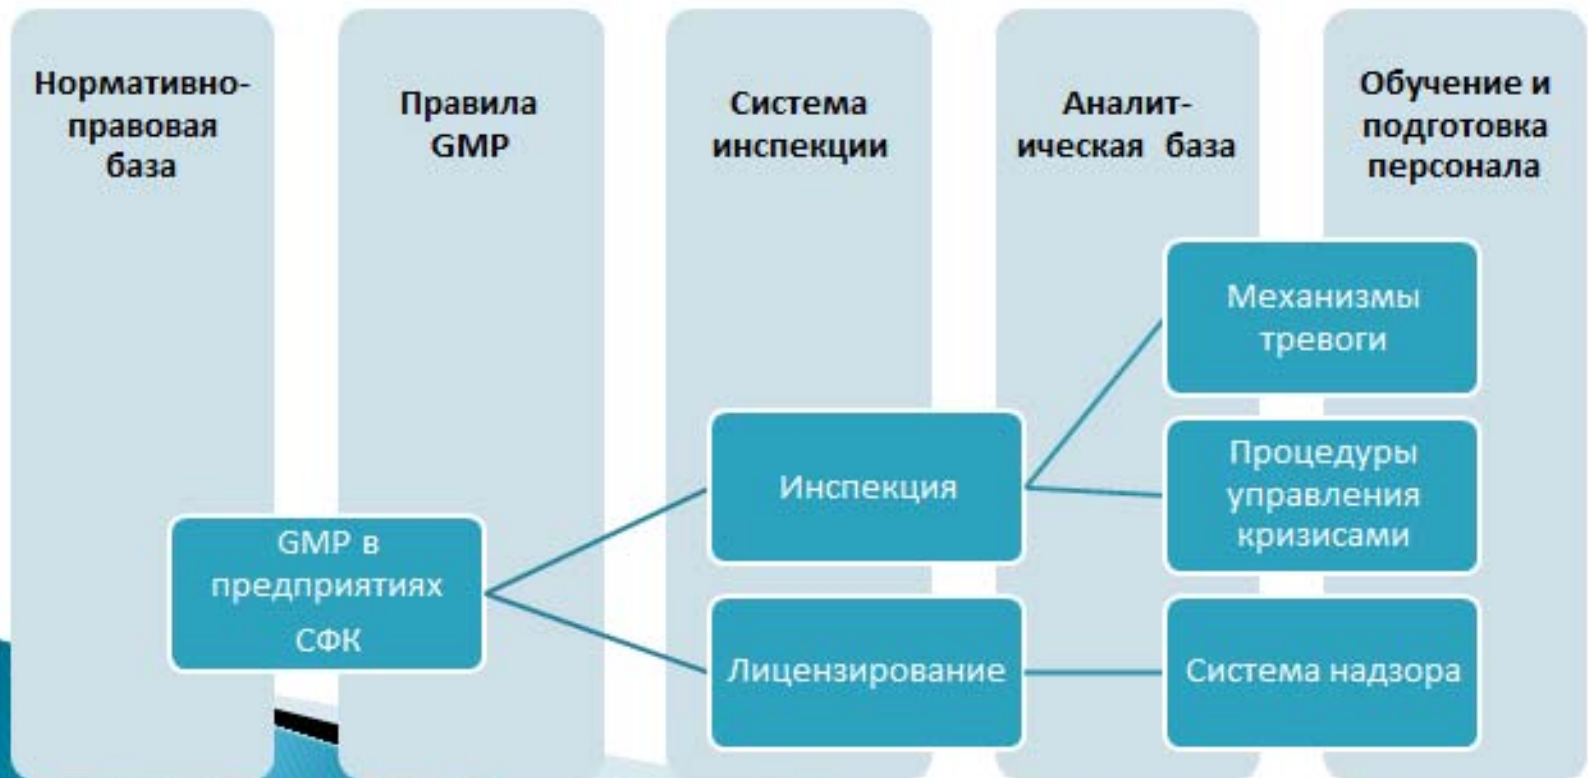 Нормативно-
правовая
база
Правила
GMP
Система
инспекции
Аналит-
ическая база
Обучение и
подготовка
персонала
Механизмы
тревоги
Инспекция
Процедуры
управления
кризисами
GMP в
предприятиях
СФК
Лицензирование
Система надзора